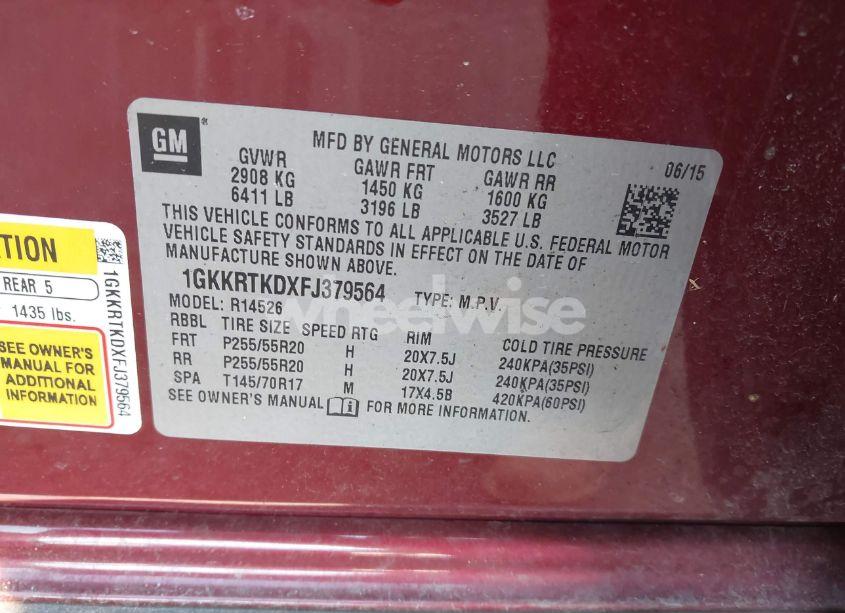 GM
MFD BY GENERAL MOTORS LLC 06/15
GVWR GAWR FRT GAWR RR
2908 KG 1450 KG 1600 KG
6411 LB 3196 LB 3527 LB
THIS VEHICLE CONFORMS TO ALL APPLICABLE U.S. FEDERAL MOTOR
VEHICLE SAFETY STANDARDS IN EFFECT ON THE DATE OF
MANUFACTURE SHOWN ABOVE.
1GKKRTKDXFJ379564 TYPE: M.P.V.
MODEL: R14526
RBBL TIRE SIZE SPEED RTG RIM COLD TIRE PRESSURE
FRT P255/55R20 H 20X7.5J 240KPA(35PSI)
RR P255/55R20 H 20X7.5J 240KPA(35PSI)
SPA T145/70R17 M 17X4.5B 420KPA(60PSI)
SEE OWNER'S MANUAL FOR MORE INFORMATION.
wheelwise
REAR 5
1435 lbs.
SEE OWNER'S
MANUAL FOR
ADDITIONAL
INFORMATION
1GKKRTKDXFJ379564